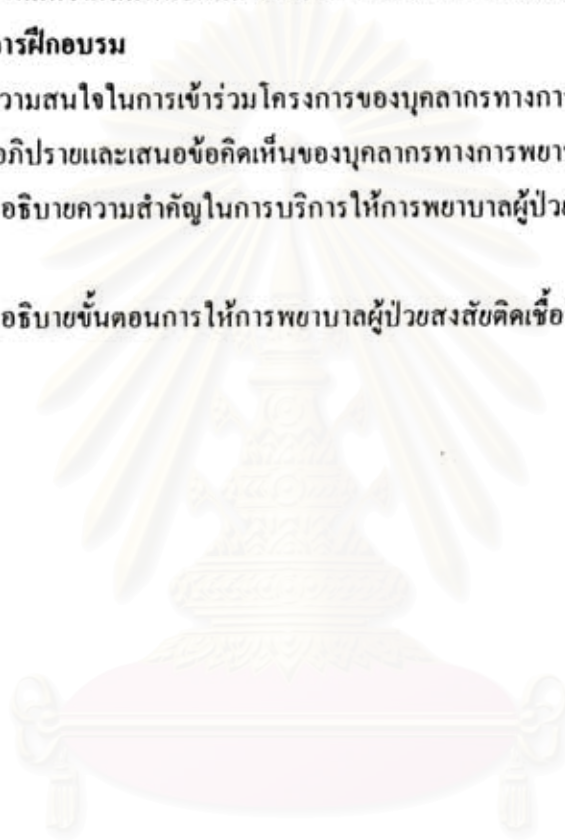 ารฝึกอบรม
วามสนใจในการเข้าร่วมโครงการของบุคลากรทางกา
อภิปรายและเสนอข้อคิดเห็นของบุคลากรทางการพยา
อธิบายความสำคัญในการบริการให้การพยาบาลผู้ป่ว
อธิบายขั้นตอนการให้การพยาบาลผู้ป่วยสงสัยติดเชื้อ